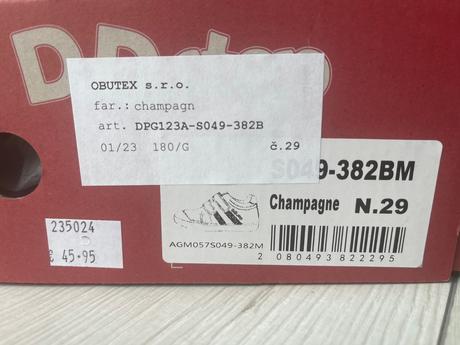 DDstep
OBUTEX s.r.o.
far.: champagn
art. DPG123A-S049-382B
01/23 180/G č.29
S049-382BM
Champagne N.29
AGM057S049-382M
2 080493 822295
235024
€ 45.95